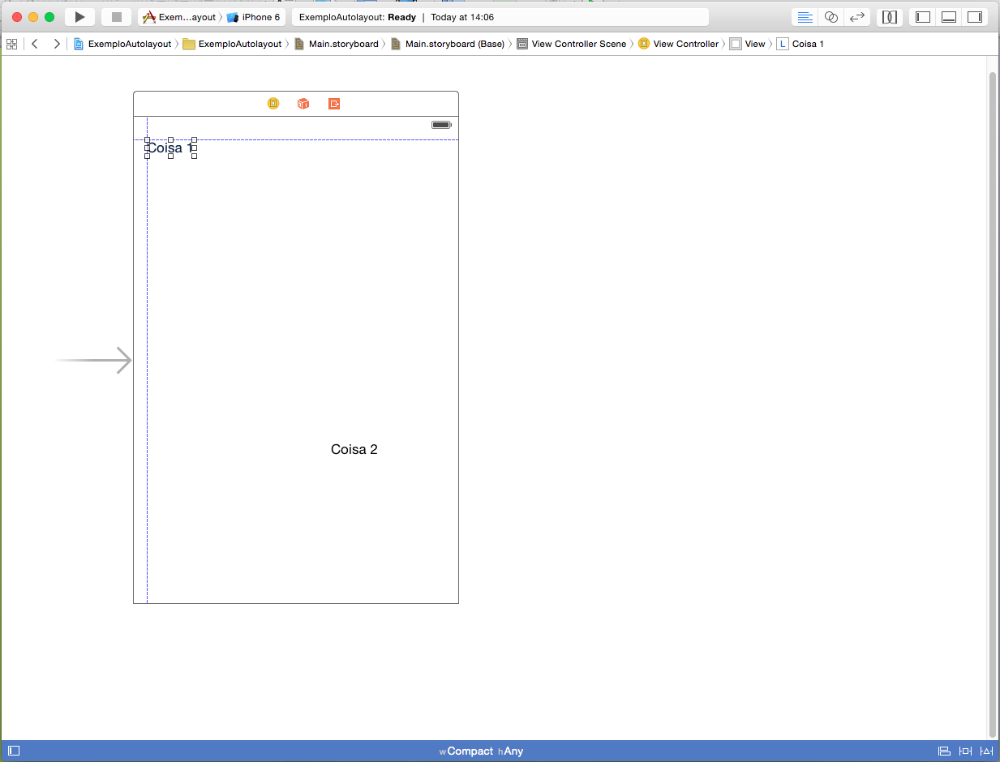 Exem...ayout 〉 iPhone 6 ExemploAutolayout: Ready | Today at 14:06
ExemploAutolayout 〉 ExemploAutolayout 〉 Main.storyboard 〉 Main.storyboard (Base) 〉 View Controller Scene 〉 View Controller 〉 View 〉 L Coisa 1
Coisa 1
Coisa 2
wCompact hAny